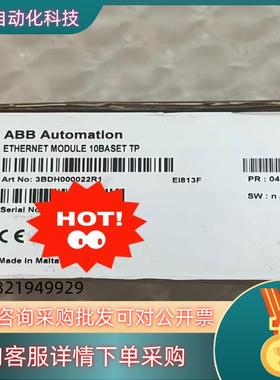 自动化科技
ABB Automation
ETHERNET MODULE 10BASET TP
Art No: 3BDH000022R1
EI813F
PR : 04
Serial No
SW : n
HOT!
CE
Made in Malta
321949929
咨询采购批发可对公开票
客服详情下单采购